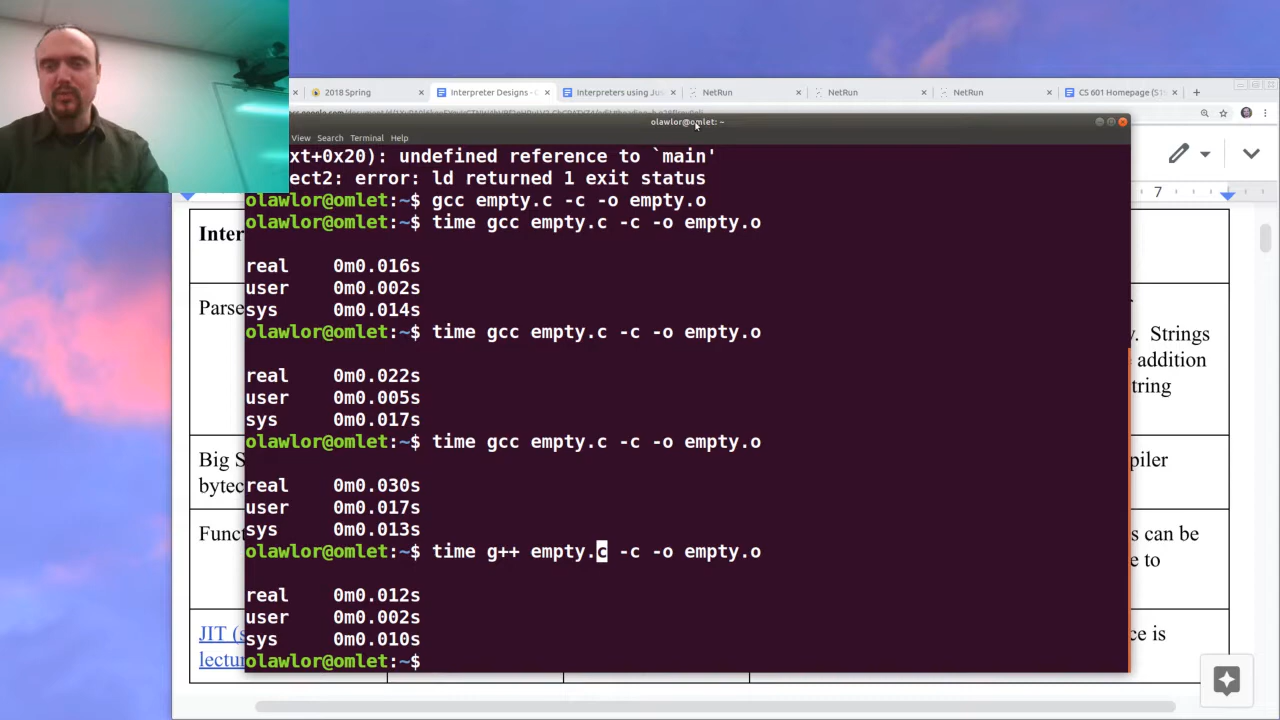 2018 Spring
Interpreter Designs - G
Interpreters using Jus
NetRun
NetRun
NetRun
CS 601 Homepage (S1
olawlor@omlet: ~
View Search Terminal Help
xt+0x20): undefined reference to `main'
ect2: error: ld returned 1 exit status
olawlor@omlet:~$ gcc empty.c -c -o empty.o
olawlor@omlet:~$ time gcc empty.c -c -o empty.o
real 0m0.016s
user 0m0.002s
sys 0m0.014s
olawlor@omlet:~$ time gcc empty.c -c -o empty.o
real 0m0.022s
user 0m0.005s
sys 0m0.017s
olawlor@omlet:~$ time gcc empty.c -c -o empty.o
real 0m0.030s
user 0m0.017s
sys 0m0.013s
olawlor@omlet:~$ time g++ empty.c -c -o empty.o
real 0m0.012s
user 0m0.002s
sys 0m0.010s
olawlor@omlet:~$
7
Inter
Parse
y. Strings
addition
tring
Big S
bytec
piler
Funct
s can be
e to
JIT (s
lectu
ce is